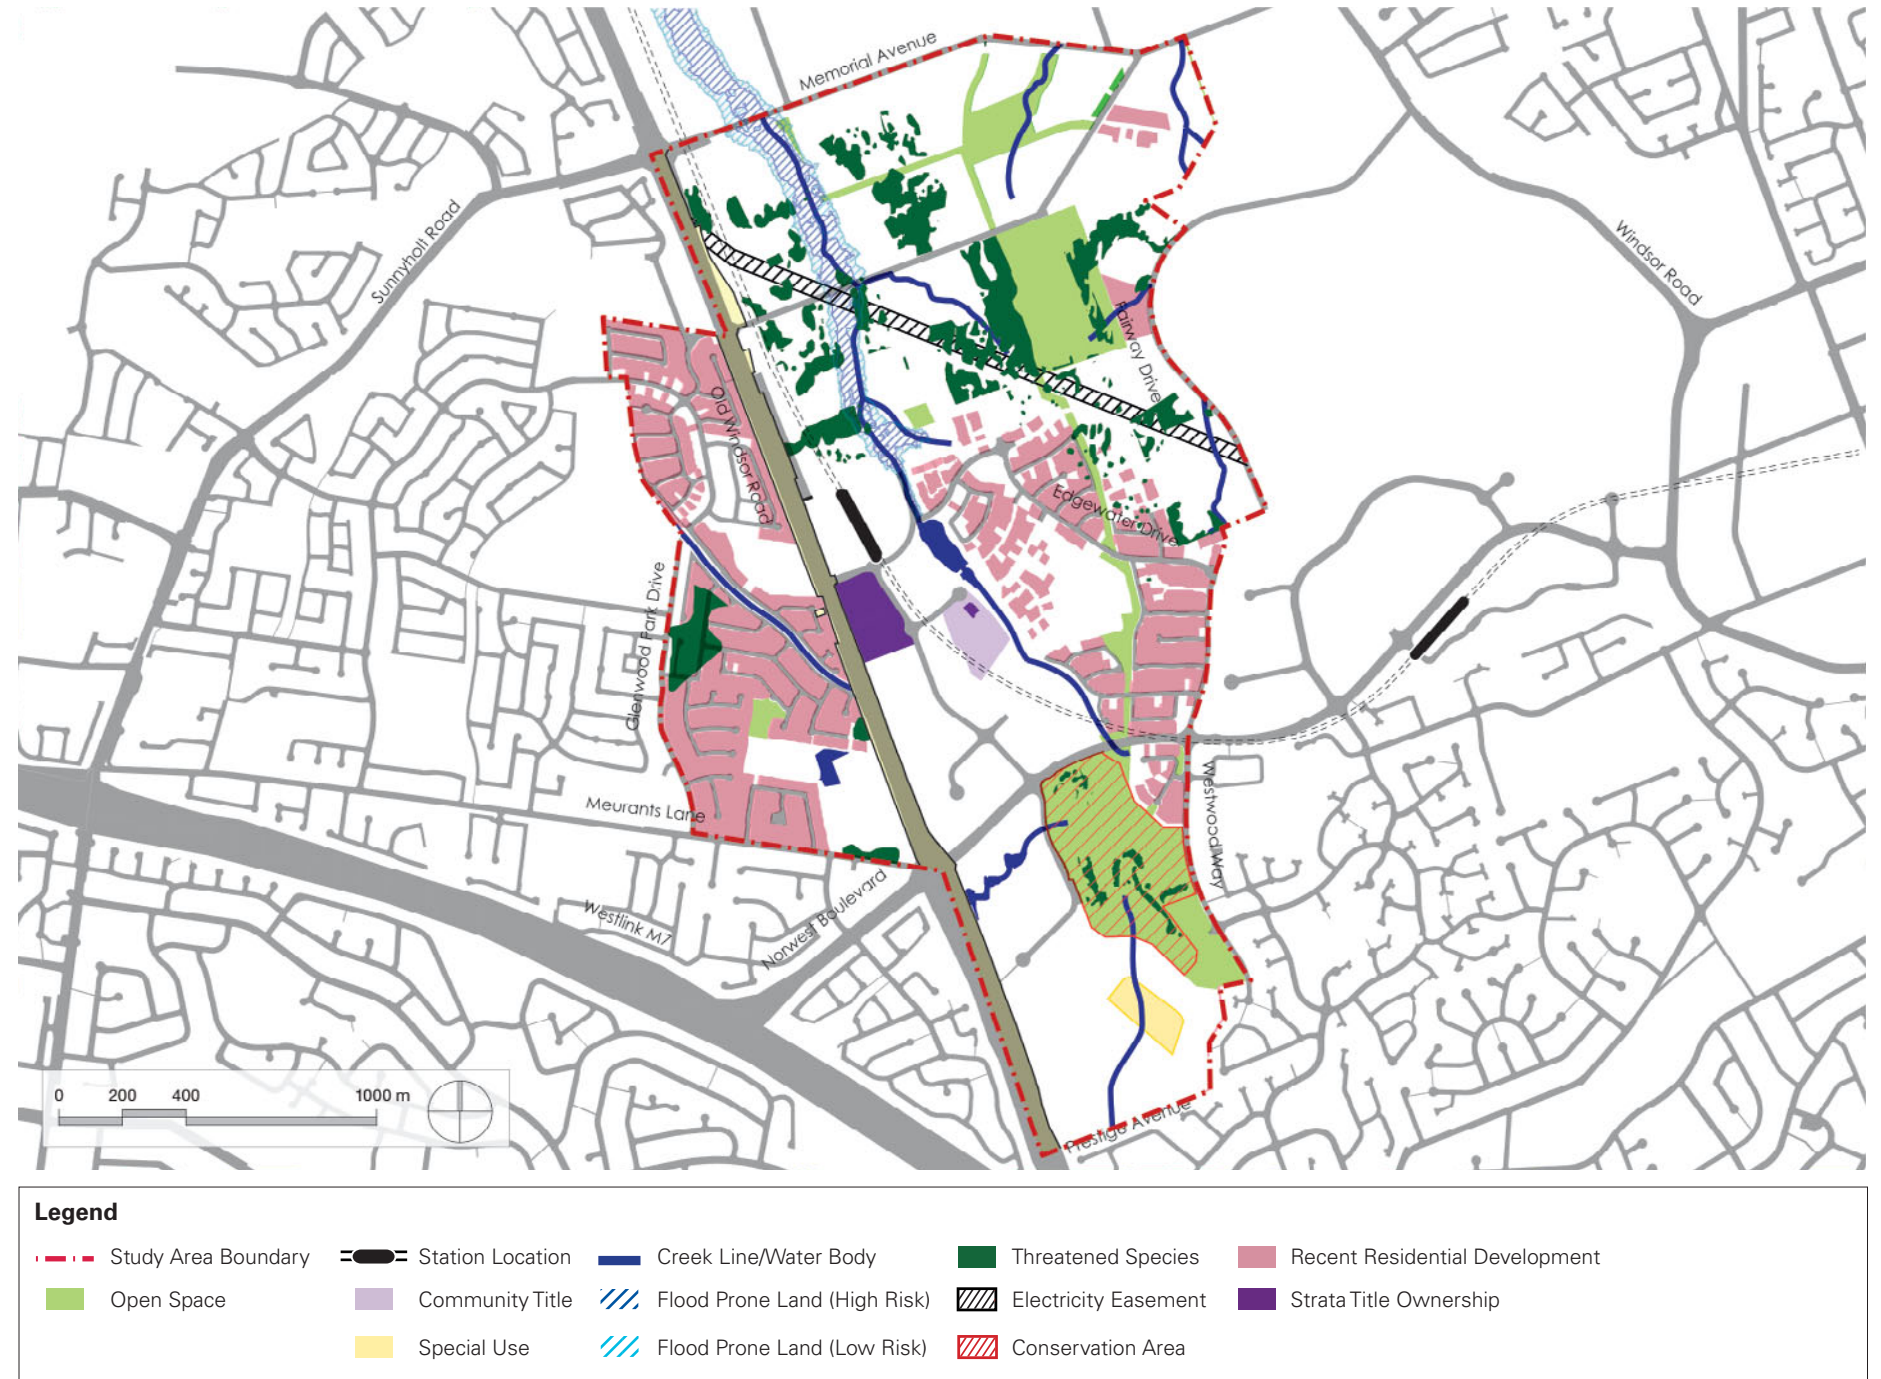 Memorial Avenue
Sunnyholt Road
Windsor Road
Fairway Drive
Old Windsor Road
Edgewater Drive
Glenwood Park Drive
Meurants Lane
Westwood Way
Westlink M7
Norwest Boulevard
Prestige Avenue
0 200 400 1000 m
Legend
Study Area Boundary
Station Location
Creek Line/Water Body
Threatened Species
Recent Residential Development
Open Space
Community Title
Flood Prone Land (High Risk)
Electricity Easement
Strata Title Ownership
Special Use
Flood Prone Land (Low Risk)
Conservation Area